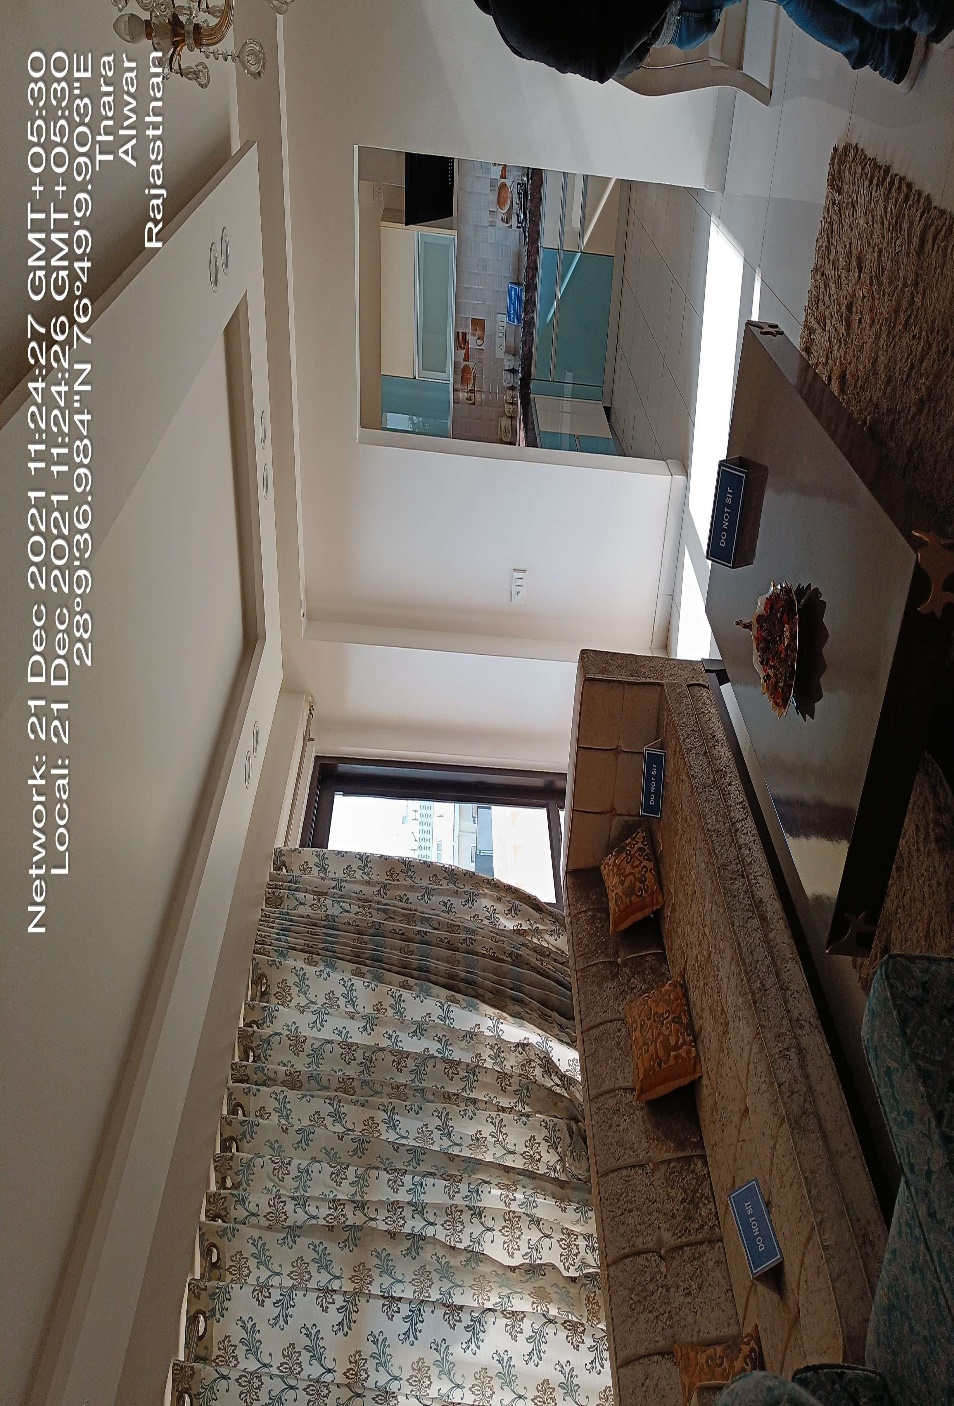 Network: 21 Dec 2021 11:24:27 GMT+05:30
Local: 21 Dec 2021 11:24:26 GMT+05:30
28°9'36.984"N 76°49'9.903"E
Thara
Alwar
Rajasthan
DO NOT SIT
DO NOT SIT
DO NOT SIT